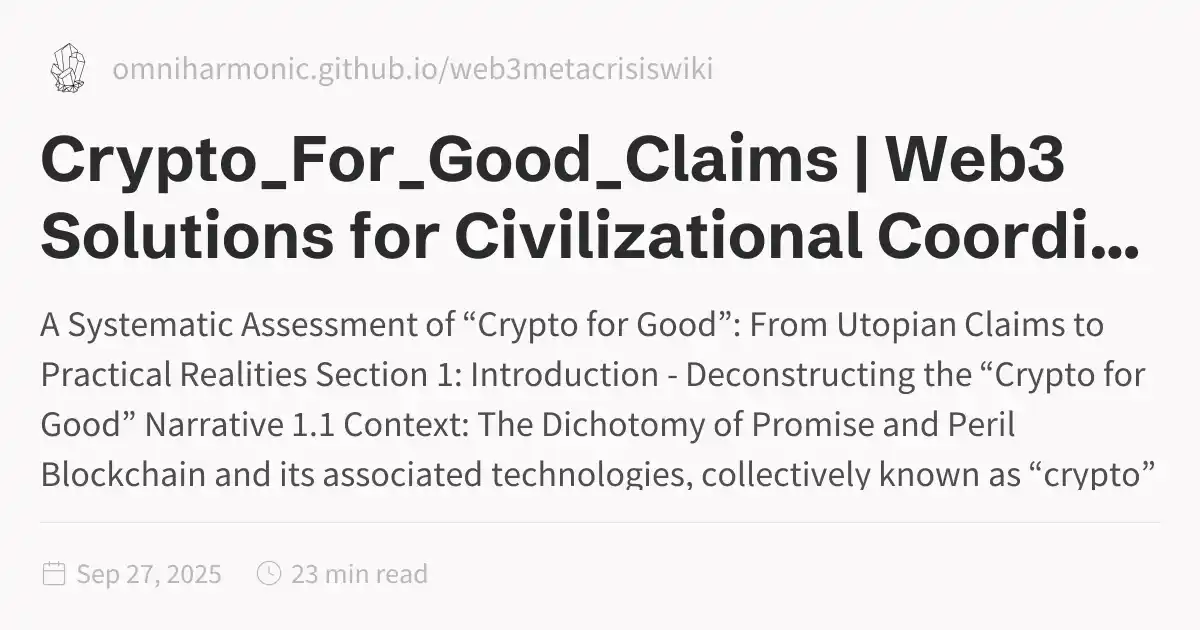 omniharmonic.github.io/web3metacrisiswiki
Crypto_For_Good_Claims | Web3
Solutions for Civilizational Coordi...
A Systematic Assessment of “Crypto for Good”: From Utopian Claims to
Practical Realities Section 1: Introduction - Deconstructing the “Crypto for
Good” Narrative 1.1 Context: The Dichotomy of Promise and Peril
Blockchain and its associated technologies, collectively known as “crypto”
Sep 27, 2025
23 min read